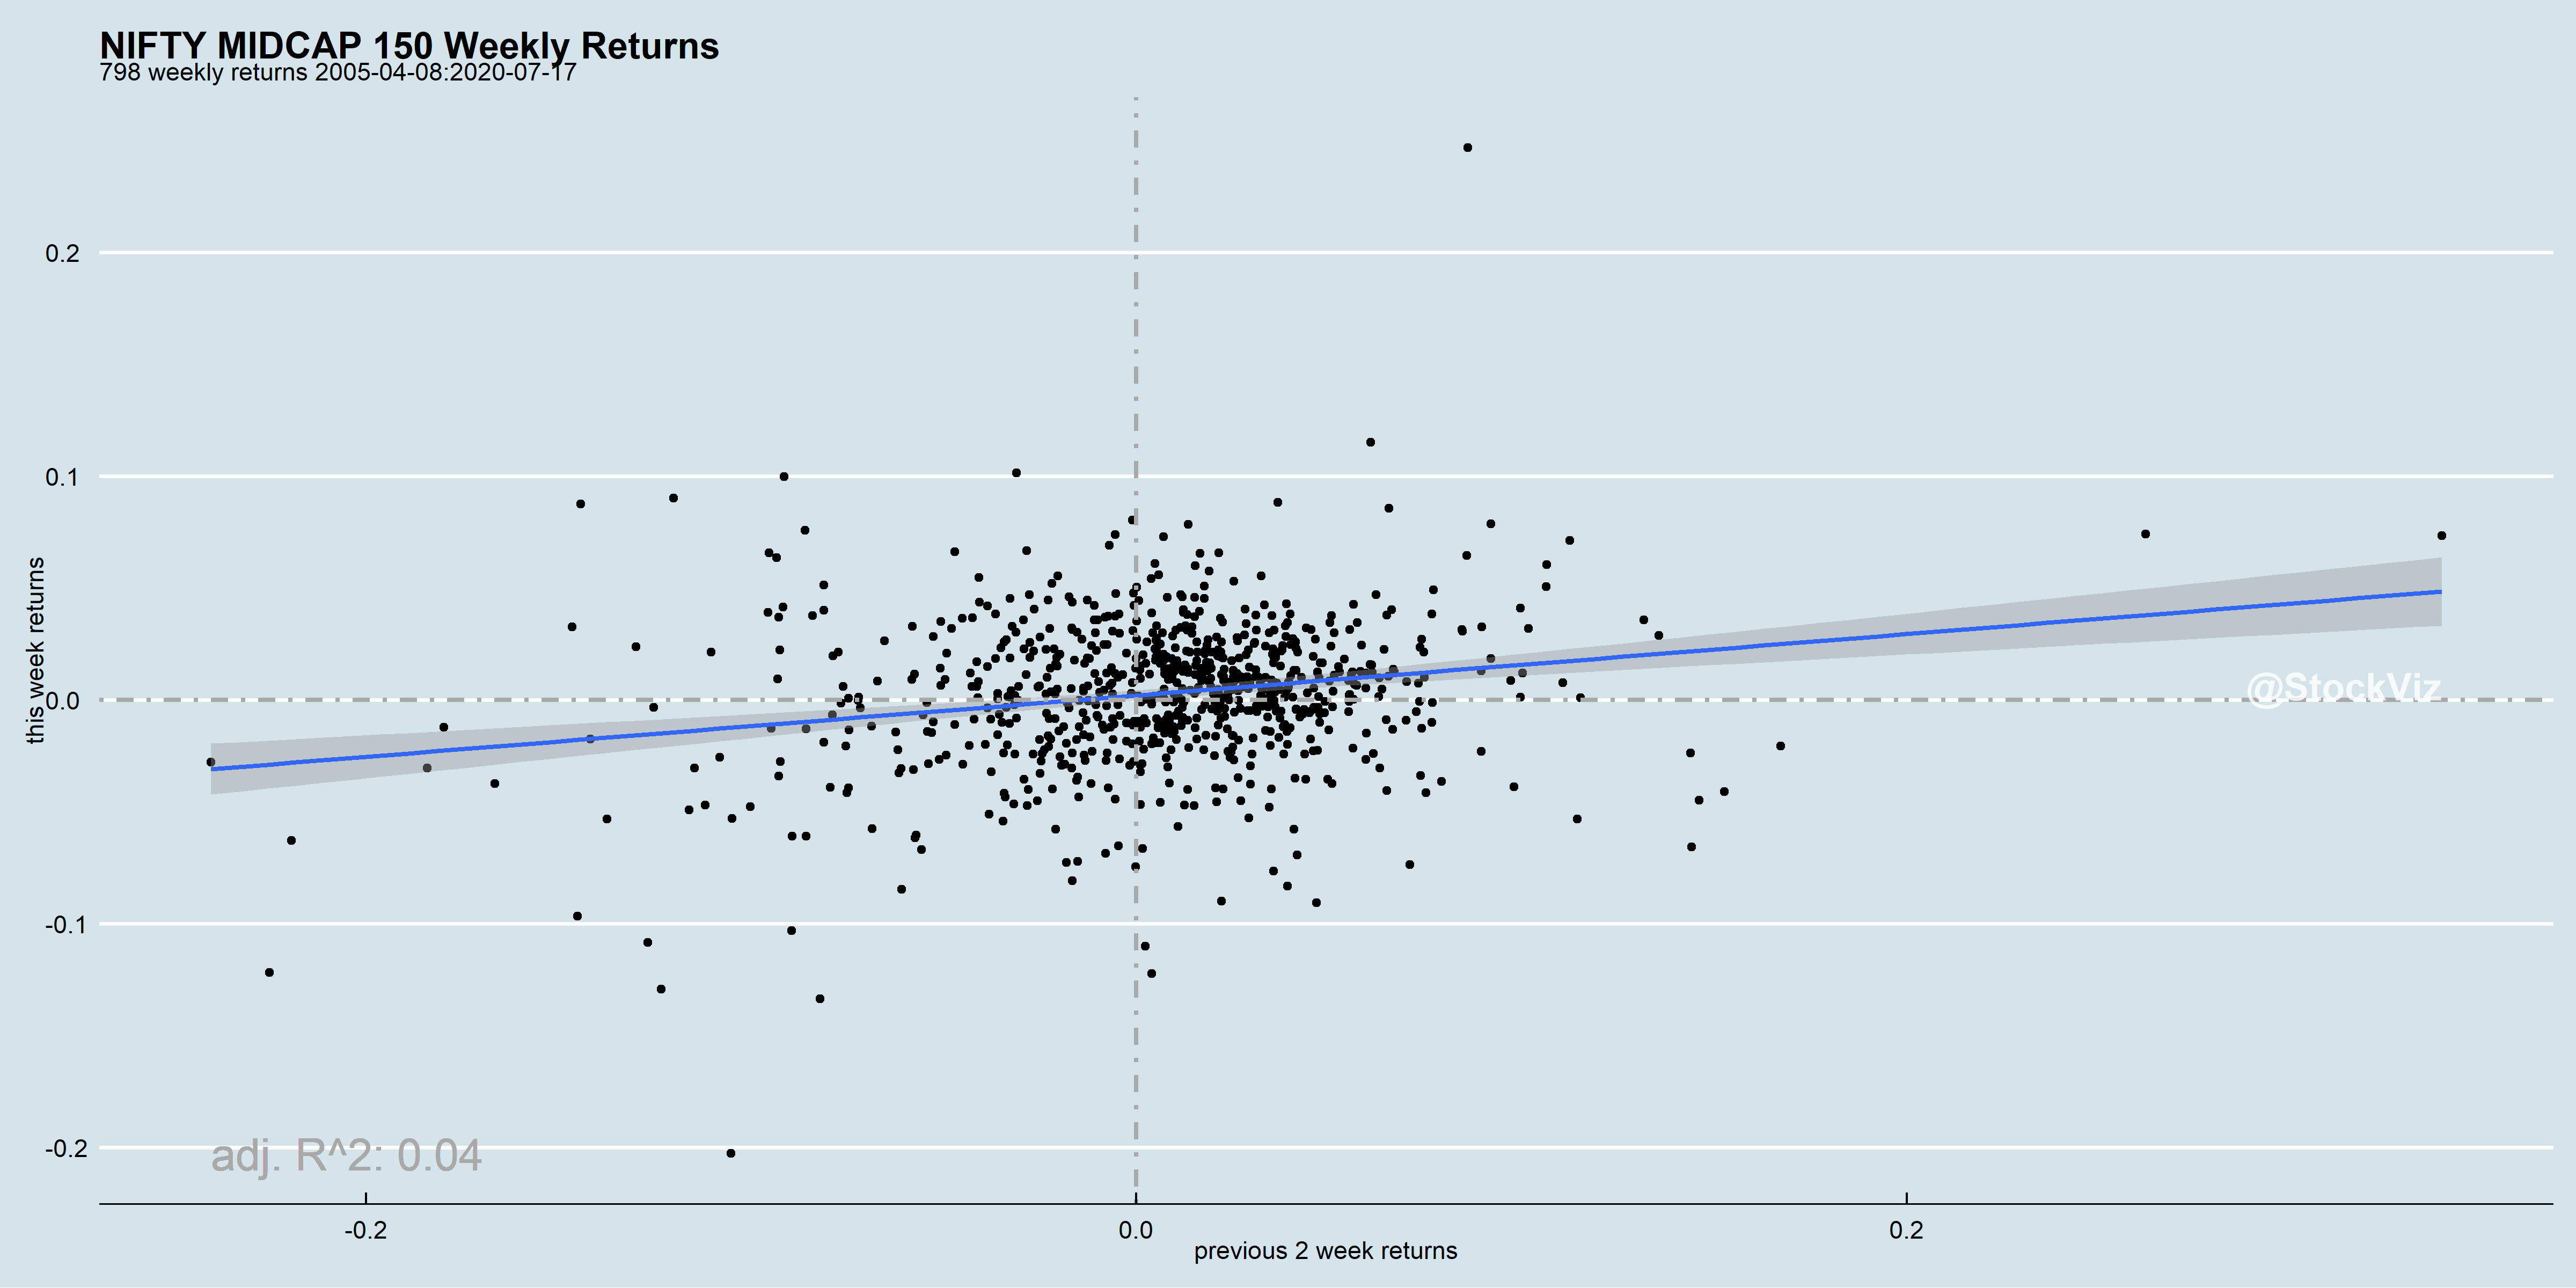 NIFTY MIDCAP 150 Weekly Returns
798 weekly returns 2005-04-08:2020-07-17
this week returns
0.2
0.1
0.0
-0.1
-0.2
@StockViz
adj. R^2: 0.04
-0.2
0.0
0.2
previous 2 week returns